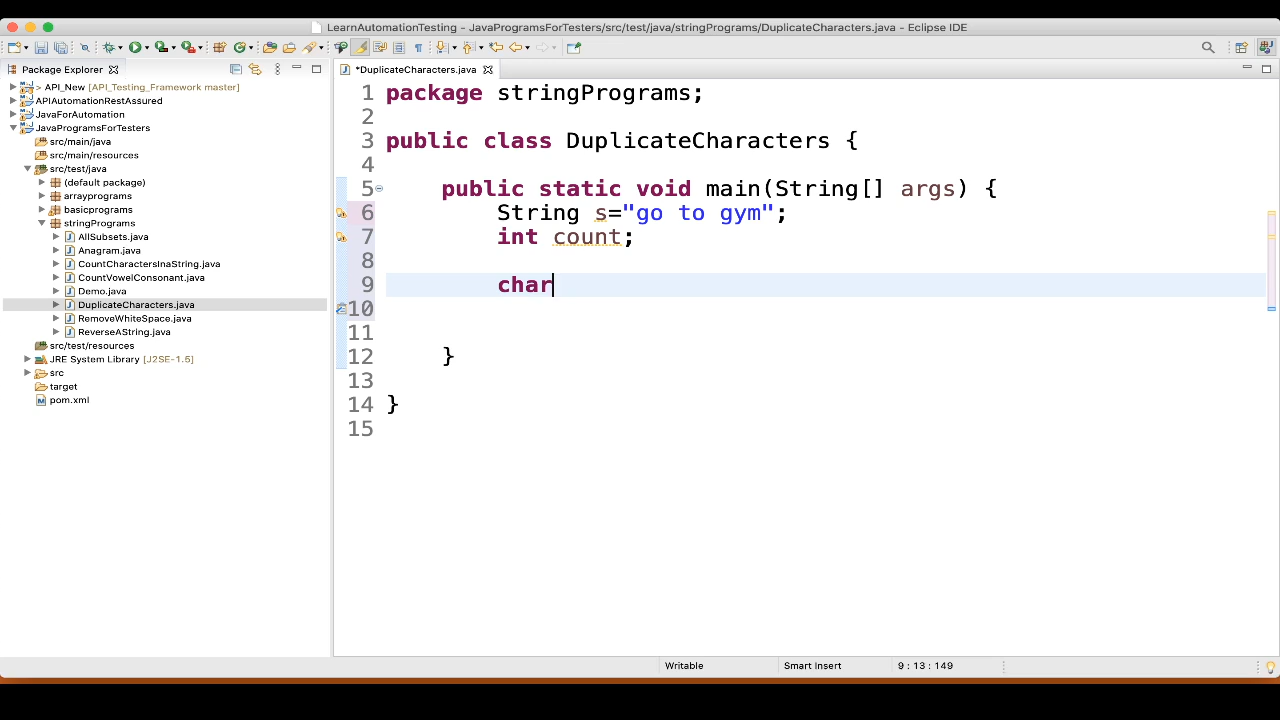 LearnAutomationTesting - JavaProgramsForTesters/src/test/java/stringPrograms/DuplicateCharacters.java - Eclipse IDE
Package Explorer
*DuplicateCharacters.java
> API_New [API_Testing_Framework master]
APIAutomationRestAssured
JavaForAutomation
JavaProgramsForTesters
src/main/java
src/main/resources
src/test/java
(default package)
arrayprograms
basicprograms
stringPrograms
AllSubsets.java
Anagram.java
CountCharactersInaString.java
CountVowelConsonant.java
Demo.java
DuplicateCharacters.java
RemoveWhiteSpace.java
ReverseAString.java
src/test/resources
JRE System Library [J2SE-1.5]
src
target
pom.xml
1 package stringPrograms;
2
3 public class DuplicateCharacters {
4
5 public static void main(String[] args) {
6 String s="go to gym";
7 int count;
8
9 char
10
11
12 }
13
14 }
15
Writable
Smart Insert
9 : 13 : 149